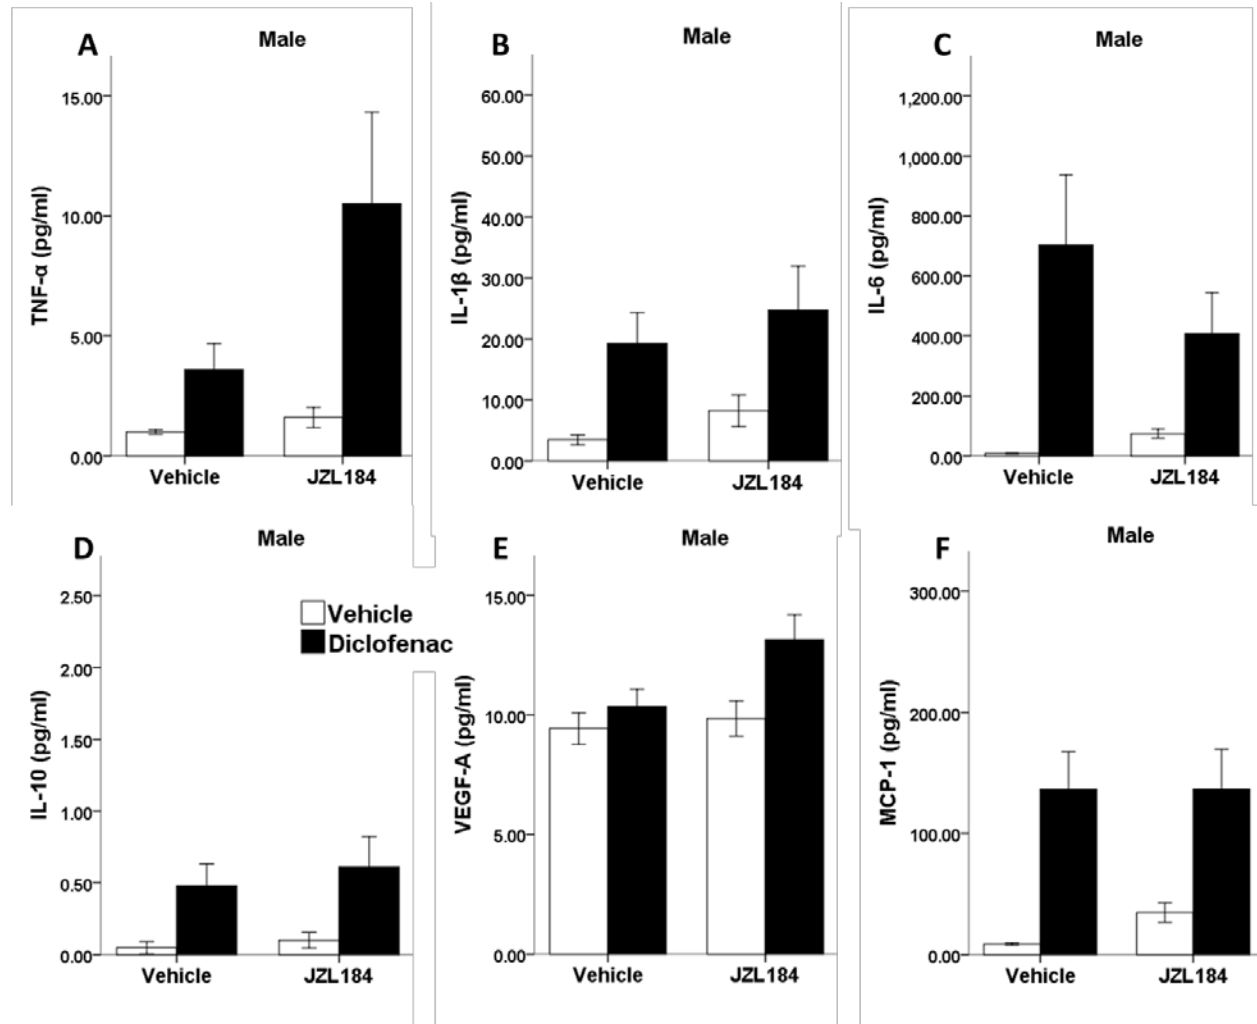 A
Male
TNF-α (pg/ml)
15.00
10.00
5.00
0.00
Vehicle
JZL184
B
Male
IL-1β (pg/ml)
60.00
50.00
40.00
30.00
20.00
10.00
0.00
Vehicle
JZL184
C
Male
IL-6 (pg/ml)
1,200.00
1,000.00
800.00
600.00
400.00
200.00
0.00
Vehicle
JZL184
D
Male
IL-10 (pg/ml)
2.50
2.00
1.50
1.00
0.50
0.00
Vehicle
JZL184
Vehicle
Diclofenac
E
Male
VEGF-A (pg/ml)
15.00
10.00
5.00
0.00
Vehicle
JZL184
F
Male
MCP-1 (pg/ml)
300.00
200.00
100.00
0.00
Vehicle
JZL184